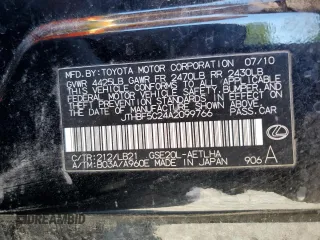 MFD.BY: TOYOTA MOTOR CORPORATION 07/10
GVWR 4425LB GAWR FR 2470LB RR 2430LB
THIS VEHICLE CONFORMS TO ALL APPLICABLE
FEDERAL MOTOR VEHICLE SAFETY, BUMPER, AND
THEFT PREVENTION STANDARDS IN EFFECT ON
THE DATE OF MANUFACTURE SHOWN ABOVE.
JTHBF5C24A2099766 PASS.CAR
C/TR:212/LB21 GSE20L-AETLHA
A/TM:B03A/A960E MADE IN JAPAN 906 A